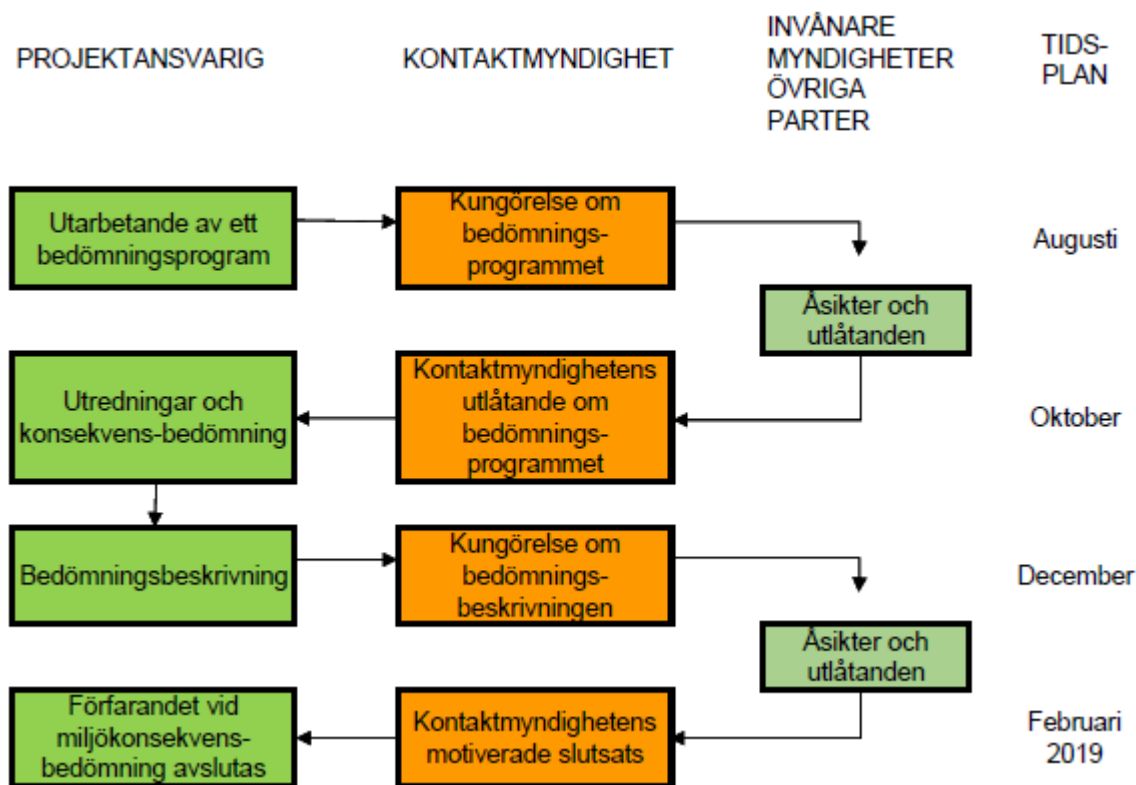 PROJEKTANSVARIG
KONTAKTMYNDIGHET
INVÅNARE
MYNDIGHETER
ÖVRIGA
PARTER
TIDS-
PLAN
Utarbetande av ett
bedömningsprogram
Kungörelse om
bedömnings-
programmet
Augusti
Åsikter och
utlåtanden
Utredningar och
konsekvens-bedömning
Kontaktmyndighetens
utlåtande om
bedömnings-
programmet
Oktober
Bedömningsbeskrivning
Kungörelse om
bedömnings-
beskrivningen
December
Åsikter och
utlåtanden
Förfarandet vid
miljökonsekvens-
bedömning avslutas
Kontaktmyndighetens
motiverade slutsats
Februari
2019